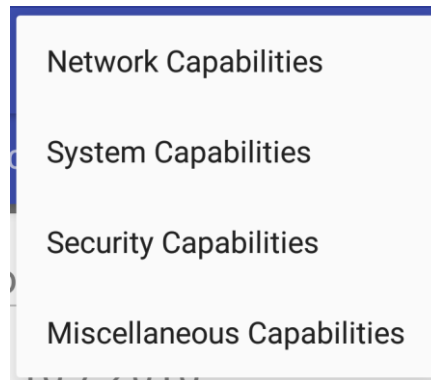 Network Capabilities
System Capabilities
Security Capabilities
Miscellaneous Capabilities